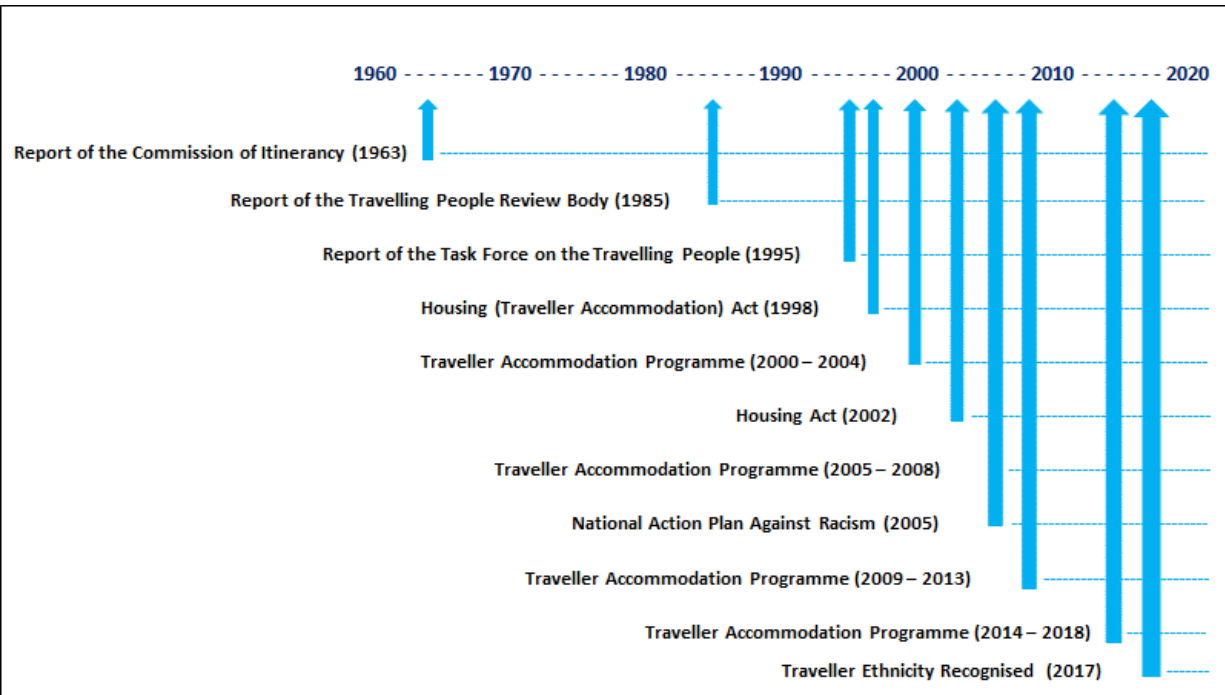 1960 - - - - - - - 1970 - - - - - - - 1980 - - - - - - - 1990 - - - - - - - 2000 - - - - - - - 2010 - - - - - - - 2020
Report of the Commission of Itinerancy (1963)
Report of the Travelling People Review Body (1985)
Report of the Task Force on the Travelling People (1995)
Housing (Traveller Accommodation) Act (1998)
Traveller Accommodation Programme (2000 – 2004)
Housing Act (2002)
Traveller Accommodation Programme (2005 – 2008)
National Action Plan Against Racism (2005)
Traveller Accommodation Programme (2009 – 2013)
Traveller Accommodation Programme (2014 – 2018)
Traveller Ethnicity Recognised (2017)